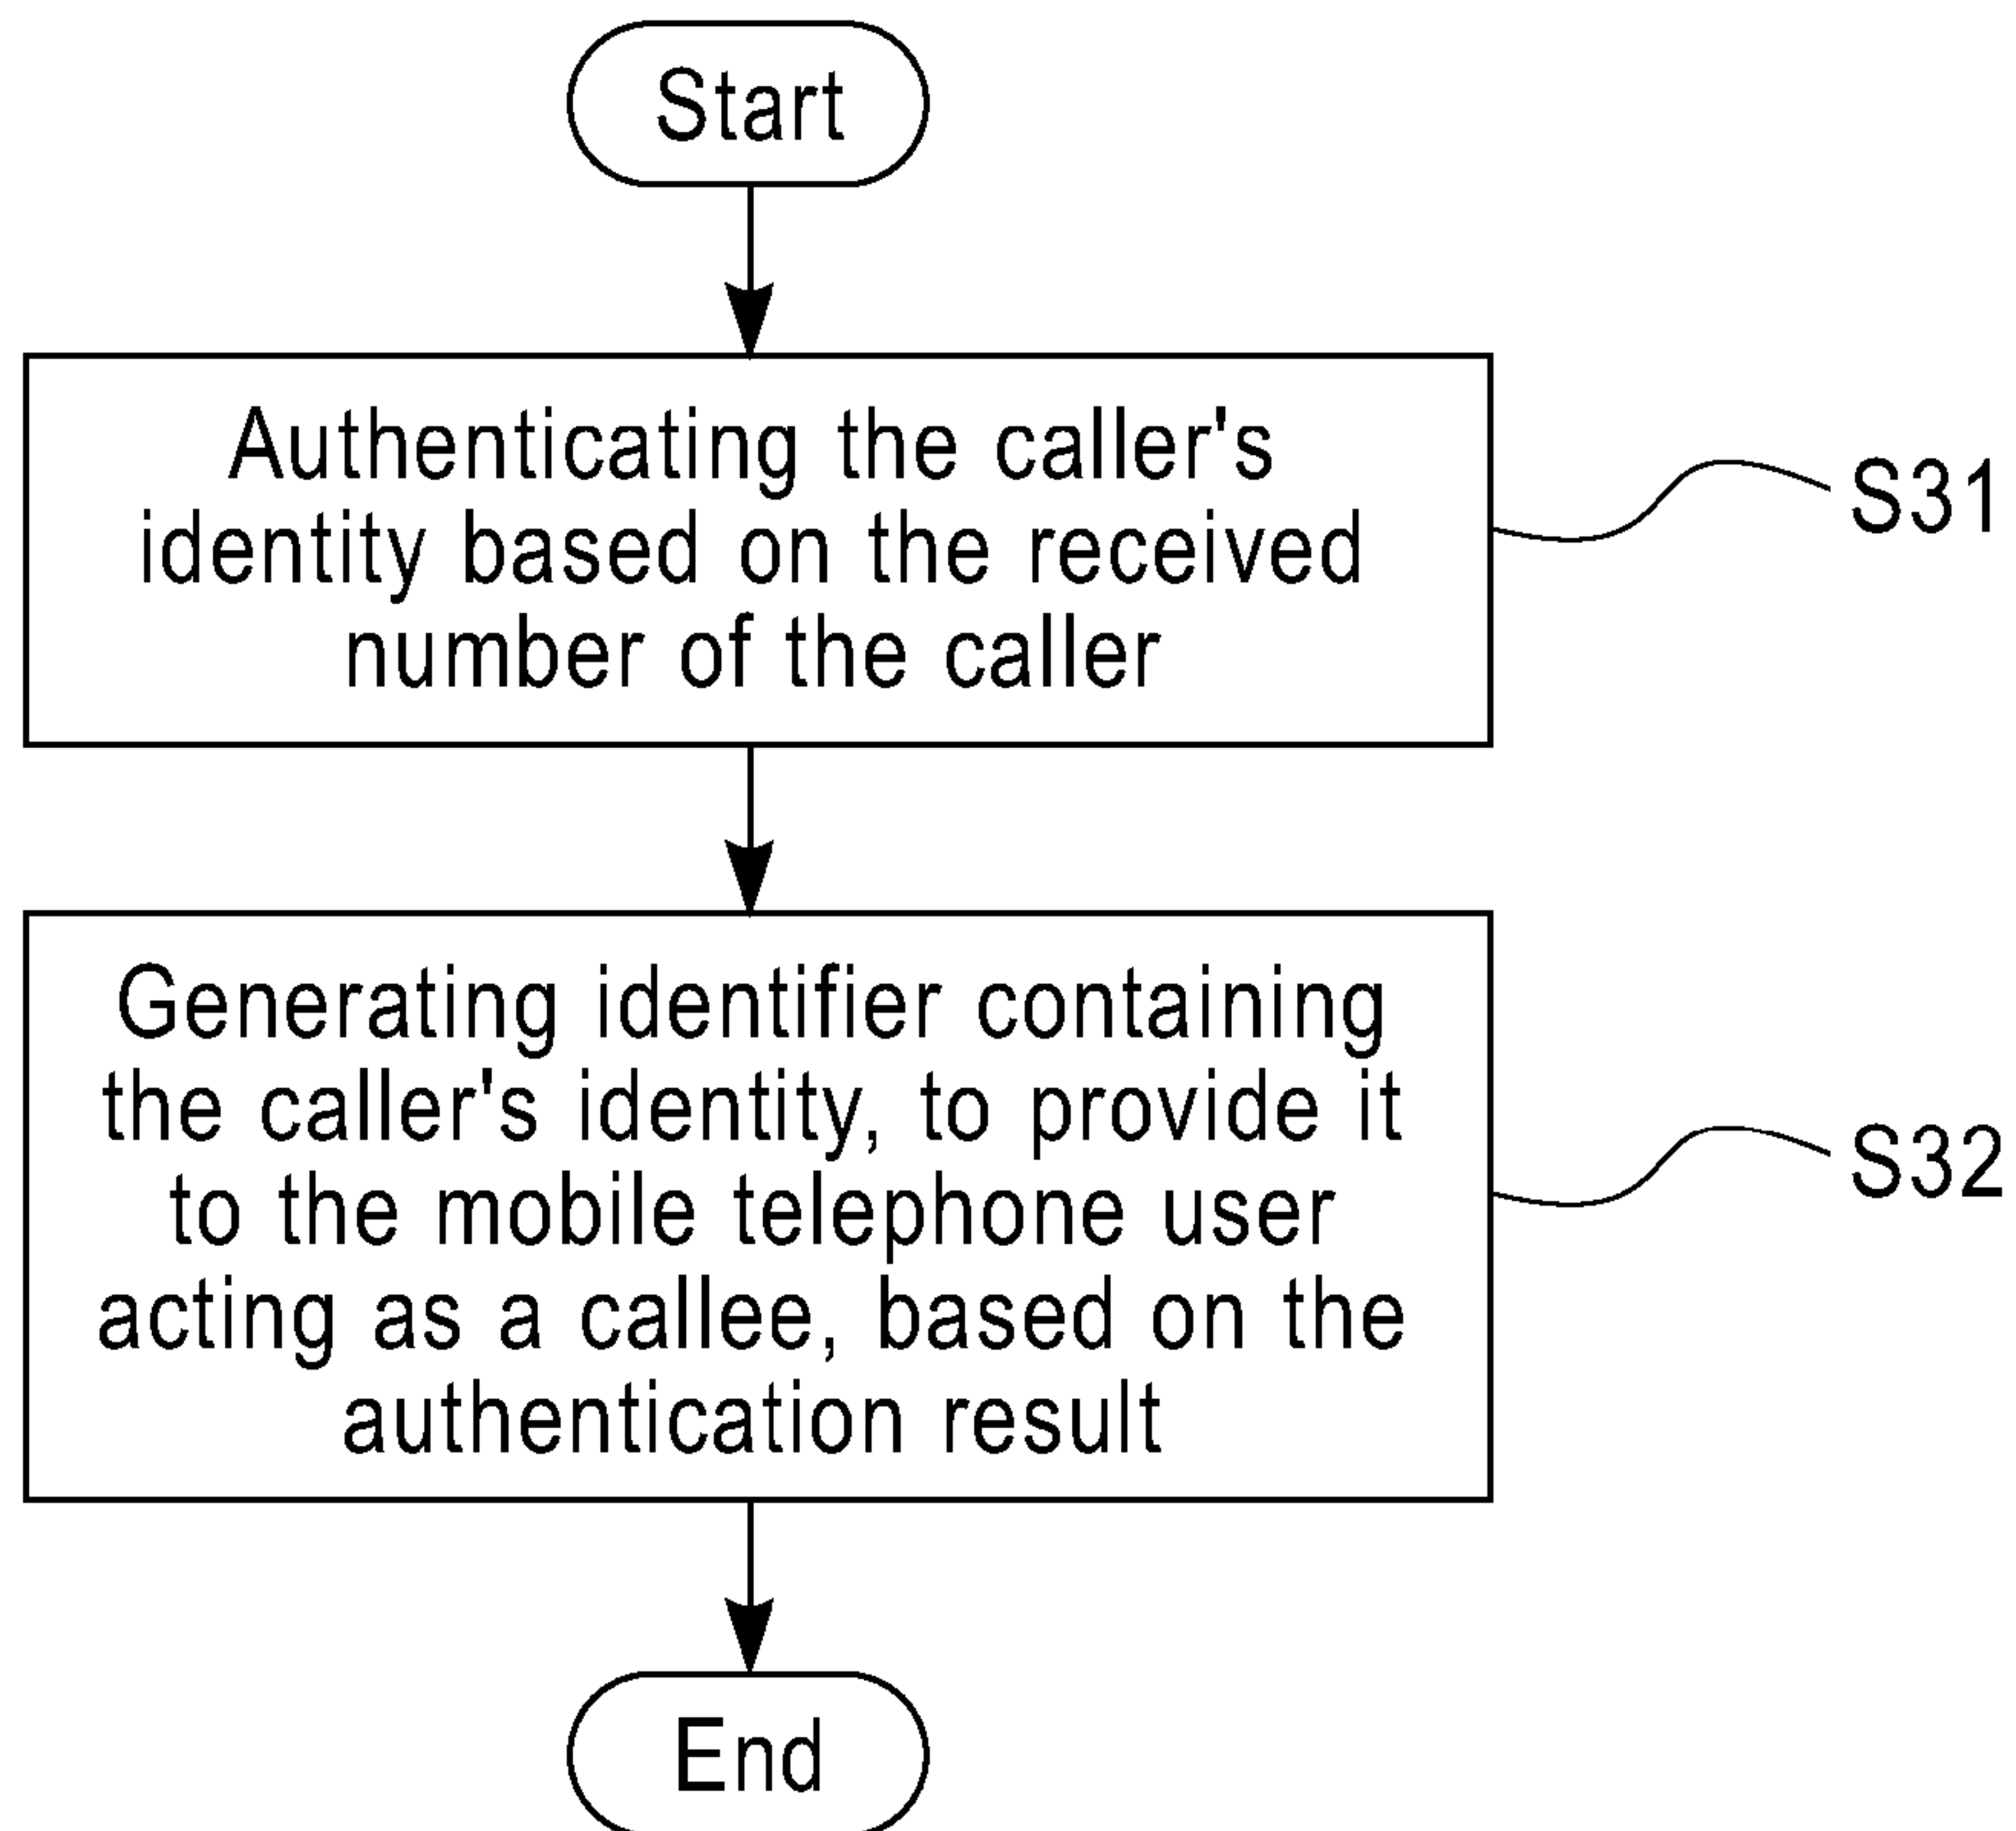 Start
Authenticating the caller's
identity based on the received
number of the caller
S31
Generating identifier containing
the caller's identity, to provide it
to the mobile telephone user
acting as a callee, based on the
authentication result
S32
End